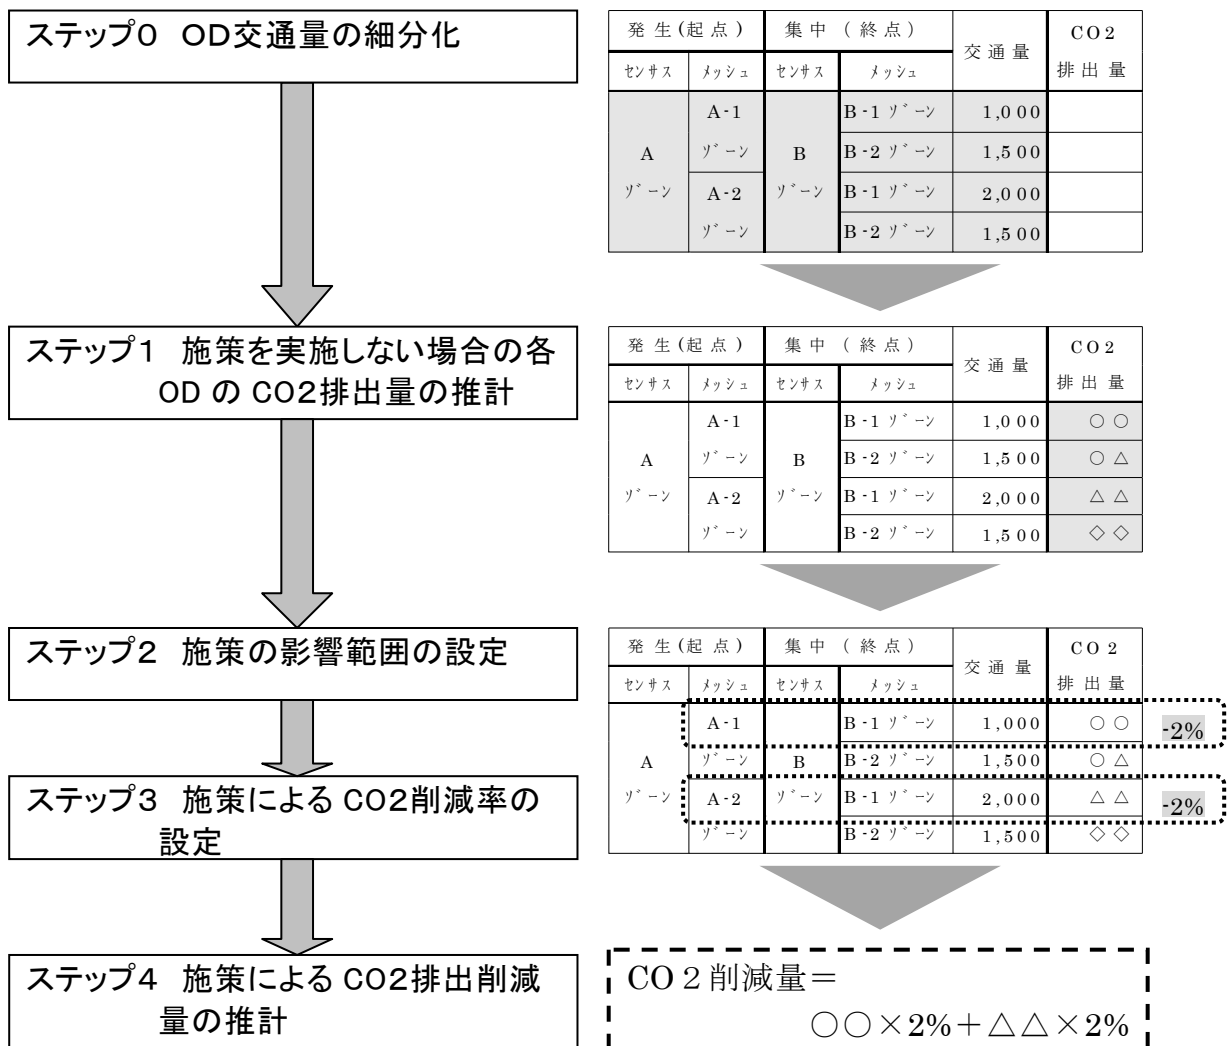 ステップ0 OD交通量の細分化
発生(起点) 集中(終点) 交通量 CO2
センサス メッシュ センサス メッシュ 排出量
A-1 B-1 ゾーン 1,000
A ゾーン B B-2 ゾーン 1,500
ゾーン A-2 ゾーン B-1 ゾーン 2,000
ゾーン B-2 ゾーン 1,500
ステップ1 施策を実施しない場合の各
OD の CO2排出量の推計
発生(起点) 集中(終点) 交通量 CO2
センサス メッシュ センサス メッシュ 排出量
A-1 B-1 ゾーン 1,000 ○○
A ゾーン B B-2 ゾーン 1,500 ○△
ゾーン A-2 ゾーン B-1 ゾーン 2,000 △△
ゾーン B-2 ゾーン 1,500 ◇◇
ステップ2 施策の影響範囲の設定
ステップ3 施策による CO2削減率の
設定
発生(起点) 集中(終点) 交通量 CO2
センサス メッシュ センサス メッシュ 排出量
A-1 B-1 ゾーン 1,000 ○○ -2%
A ゾーン B B-2 ゾーン 1,500 ○△
ゾーン A-2 ゾーン B-1 ゾーン 2,000 △△ -2%
ゾーン B-2 ゾーン 1,500 ◇◇
ステップ4 施策による CO2排出削減
量の推計
CO2削減量=
○○×2%+△△×2%